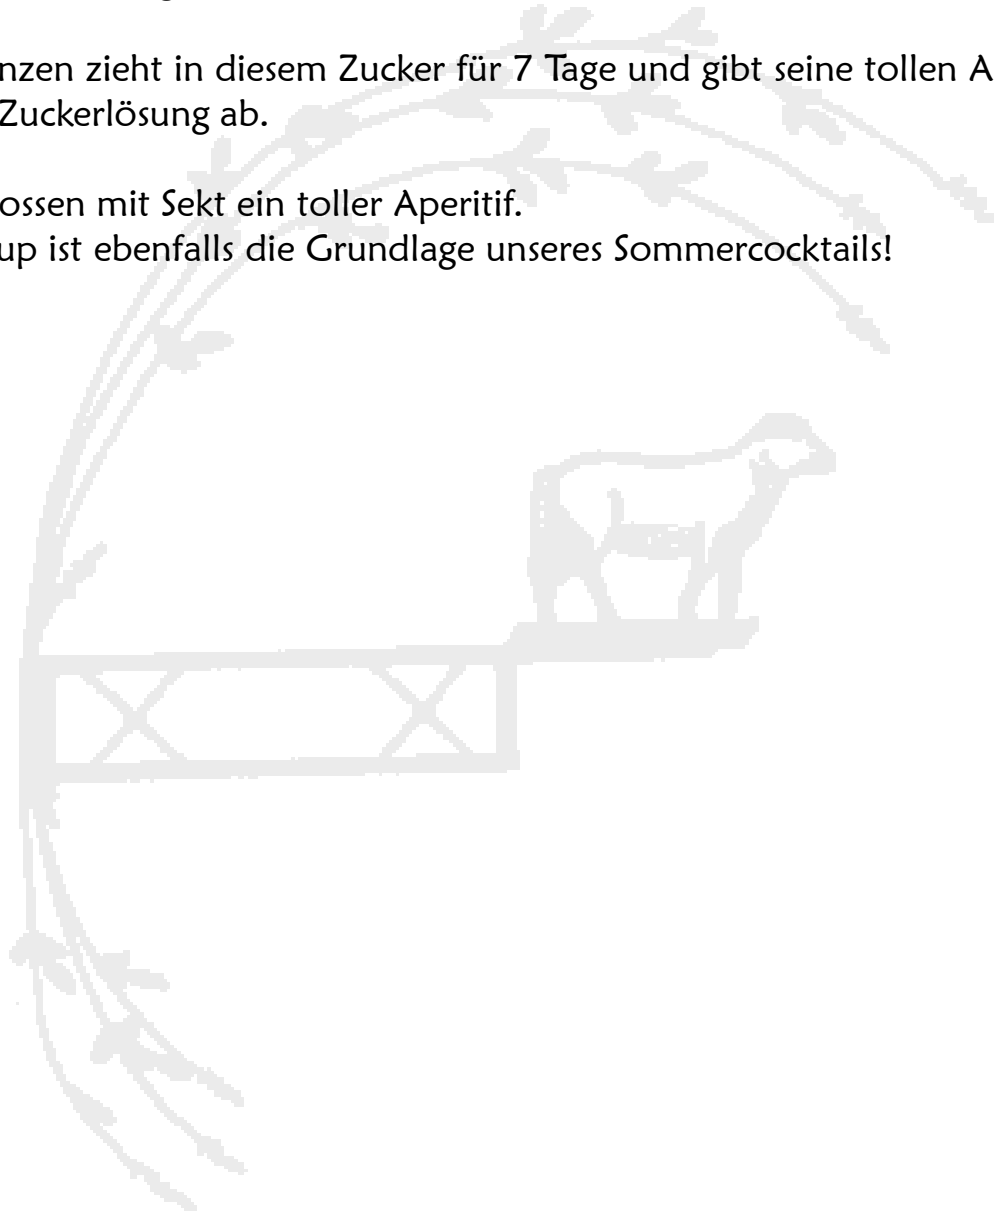 nzen zieht in diesem Zucker für 7 Tage und gibt seine tollen A
Zuckerlösung ab.
ossen mit Sekt ein toller Aperitif.
up ist ebenfalls die Grundlage unseres Sommercocktails!